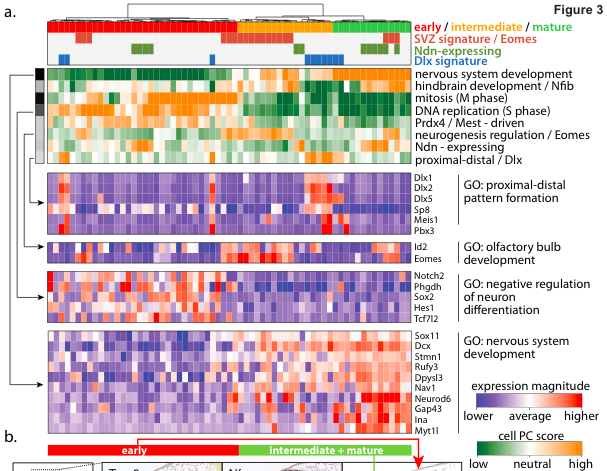 a.
Figure 3
early / intermediate / mature
SVZ signature / Eomes
Ndn-expressing
Dlx signature
nervous system development
hindbrain development / Nfib
mitosis (M phase)
DNA replication (S phase)
Prdx4 / Mest - driven
neurogenesis regulation / Eomes
Ndn - expressing
proximal-distal / Dlx
Dlx1
Dlx2
Dlx5
Sp8
Meis1
Pbx3
GO: proximal-distal
pattern formation
Id2
Eomes
GO: olfactory bulb
development
Notch2
Phgdh
Sox2
Hes1
Tcf7l2
GO: negative regulation
of neuron
differentiation
Sox11
Dcx
Stmn1
Rufy3
Dpysl3
Nav1
Neurod6
Gap43
Ina
Myt1l
GO: nervous system
development
expression magnitude
lower average higher
cell PC score
low neutral high
b.
early
intermediate + mature